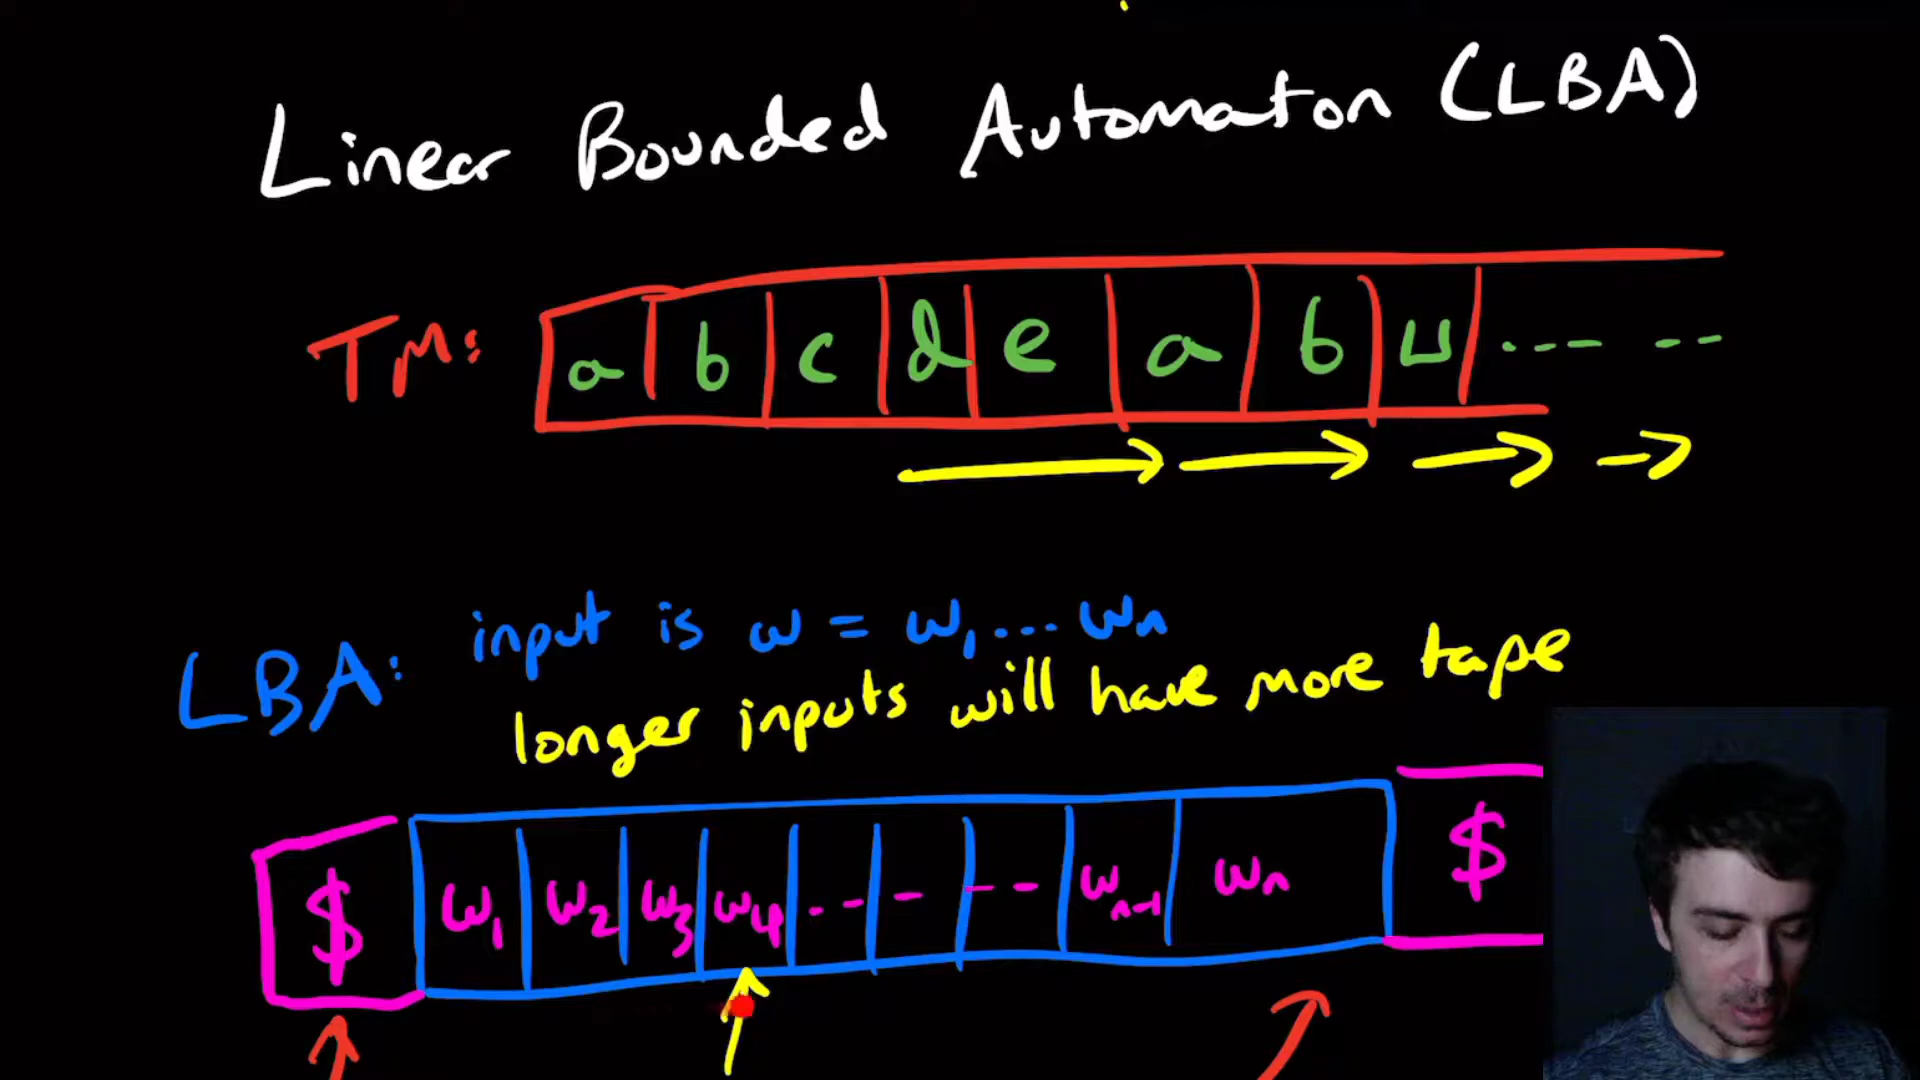 Linear Bounded Automaton (LBA)
TM: a b c d e a b ⊔ ... -- --
LBA: input is w = w1...wn
longer inputs will have more tape
$ w1 w2 w3 w4 --- - -- wn-1 wn $